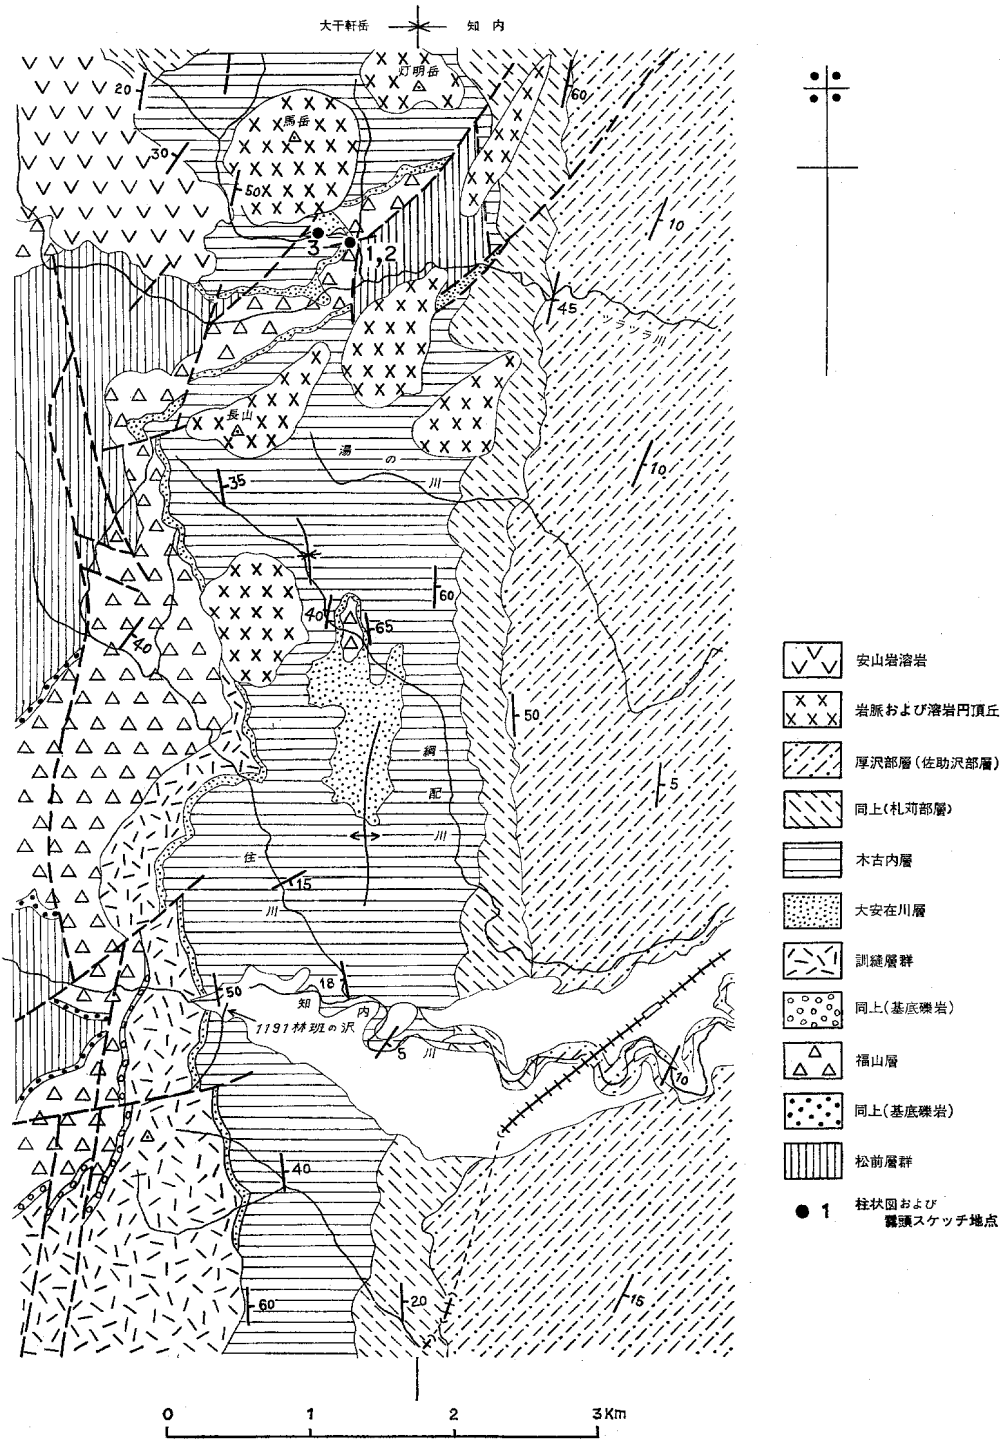 大千軒岳 知内
灯明岳
馬岳
20
60
30
50
10
3
1,2
45
ツラツラ川
長山
湯の川
10
35
60
40
65
40
50
綱配川
5
住川
15
18
50
知内川
1191林班の沢
5
10
40
60
20
15
安山岩溶岩
岩脈および溶岩円頂丘
厚沢部層(佐助沢部層)
同上(札苅部層)
木古内層
大安在川層
訓縫層群
同上(基底礫岩)
福山層
同上(基底礫岩)
松前層群
1 柱状図および
露頭スケッチ地点
0 1 2 3Km